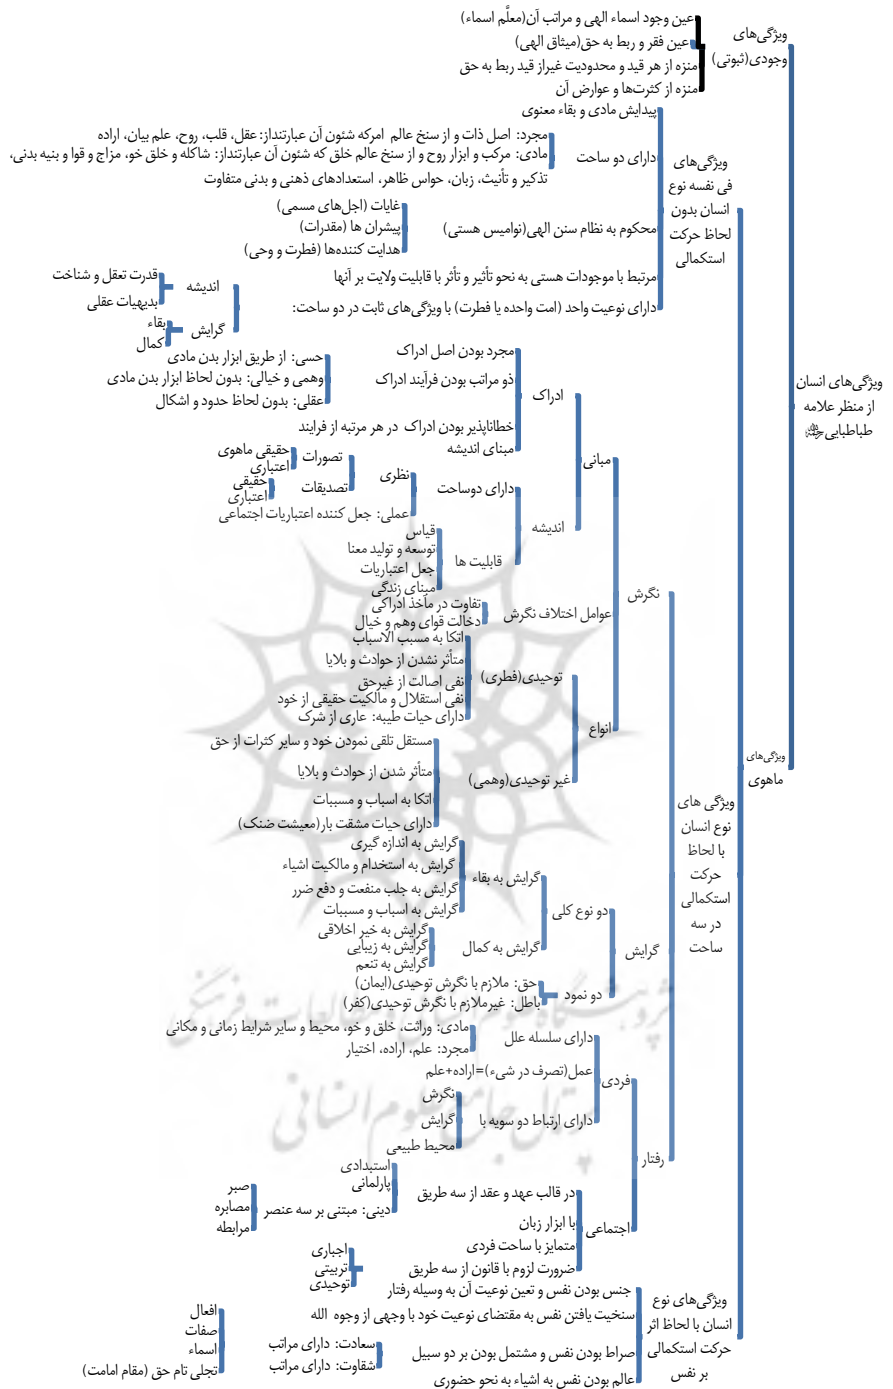 ویژگی‌های انسان
از منظر علامه
طباطبایی
ویژگی‌های
وجودی(ثبوتی)
عین وجود اسماء الهی و مراتب آن(معلَّم اسماء)
عین فقر و ربط به حق(میثاق الهی)
منزه از هر قید و محدودیت غیراز قید ربط به حق
منزه از کثرت‌ها و عوارض آن
ویژگی‌های
ماهوی
ویژگی‌های
فی نفسه نوع
انسان بدون
لحاظ حرکت
استکمالی
پیدایش مادی و بقاء معنوی
دارای دو ساحت
مجرد: اصل ذات و از سنخ عالم امرکه شئون آن عبارتنداز: عقل، قلب، روح، علم بیان، اراده
مادی: مرکب و ابزار روح و از سنخ عالم خلق که شئون آن عبارتنداز: شاکله و خلق خو، مزاج و قوا و بنیه بدنی،
تذکیر و تأنیث، زبان، حواس ظاهر، استعدادهای ذهنی و بدنی متفاوت
محکوم به نظام سنن الهی(نوامیس هستی)
غایات (اجل‌های مسمی)
پیشران ها (مقدرات)
هدایت کننده‌ها (فطرت و وحی)
مرتبط با موجودات هستی به نحو تأثیر و تأثر با قابلیت ولایت بر آنها
دارای نوعیت واحد (امت واحده یا فطرت) با ویژگی‌های ثابت در دو ساحت:
اندیشه
قدرت تعقل و شناخت
بدیهیات عقلی
گرایش
بقاء
کمال
ویژگی های
نوع انسان
با لحاظ
حرکت
استکمالی
در سه
ساحت
نگرش
مبانی
ادراک
مجرد بودن اصل ادراک
ذو مراتب بودن فرآیند ادراک
حسی: از طریق ابزار بدن مادی
وهمی و خیالی: بدون لحاظ ابزار بدن مادی
عقلی: بدون لحاظ حدود و اشکال
خطاناپذیر بودن ادراک در هر مرتبه از فرایند
مبنای اندیشه
اندیشه
دارای دوساحت
نظری
تصورات
حقیقی ماهوی
اعتباری
تصدیقات
حقیقی
اعتباری
عملی: جعل کننده اعتباریات اجتماعی
قابلیت ها
قیاس
توسعه و تولید معنا
جعل اعتباریات
مبنای زندگی
عوامل اختلاف نگرش
تفاوت در مآخذ ادراکی
دخالت قوای وهم و خیال
انواع
توحیدی(فطری)
اتکا به مسبب الاسباب
متأثر نشدن از حوادث و بلایا
نفی اصالت از غیرحق
نفی استقلال و مالکیت حقیقی از خود
دارای حیات طیبه: عاری از شرک
غیر توحیدی(وهمی)
مستقل تلقی نمودن خود و سایر کثرات از حق
متأثر شدن از حوادث و بلایا
اتکا به اسباب و مسببات
دارای حیات مشقت بار(معیشت ضنک)
گرایش
دو نوع کلی
گرایش به بقاء
گرایش به اندازه گیری
گرایش به استخدام و مالکیت اشیاء
گرایش به جلب منفعت و دفع ضرر
گرایش به اسباب و مسببات
گرایش به کمال
گرایش به خیر اخلاقی
گرایش به زیبایی
گرایش به تنعم
دو نمود
حق: ملازم با نگرش توحیدی(ایمان)
باطل: غیرملازم با نگرش توحیدی(کفر)
رفتار
فردی
دارای سلسله علل
مادی: وراثت، خلق و خو، محیط و سایر شرایط زمانی و مکانی
مجرد: علم، اراده، اختیار
عمل(تصرف در شیء)=اراده+علم
دارای ارتباط دو سویه با
نگرش
گرایش
محیط طبیعی
اجتماعی
در قالب عهد و عقد از سه طریق
استبدادی
پارلمانی
دینی: مبتنی بر سه عنصر
صبر
مصابره
مرابطه
با ابزار زبان
متمایز با ساحت فردی
ضرورت لزوم با قانون از سه طریق
اجباری
تربیتی
توحیدی
ویژگی‌های نوع
انسان با لحاظ اثر
حرکت استکمالی
بر نفس
جنس بودن نفس و تعین نوعیت آن به وسیله رفتار
سنخیت یافتن نفس به مقتضای نوعیت خود با وجهی از وجوه الله
افعال
صفات
اسماء
تجلی تام حق (مقام امامت)
صراط بودن نفس و مشتمل بودن بر دو سبیل
سعادت: دارای مراتب
شقاوت: دارای مراتب
عالم بودن نفس به اشیاء به نحو حضوری
پژوهشگاه علوم انسانی و مطالعات فرهنگی
پرتال جامع علوم انسانی